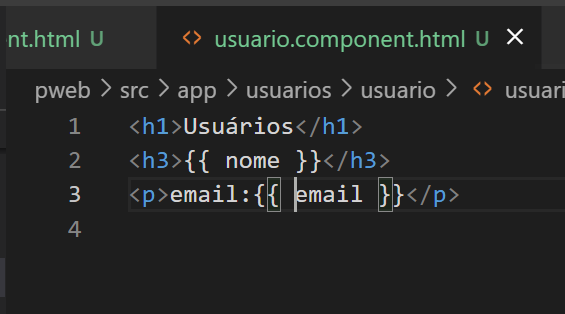 nt.html U
<> usuario.component.html U ×
pweb > src > app > usuarios > usuario > <> usuari
1 <h1>Usuários</h1>
2 <h3>{{ nome }}</h3>
3 <p>email:{{ email }}</p>
4